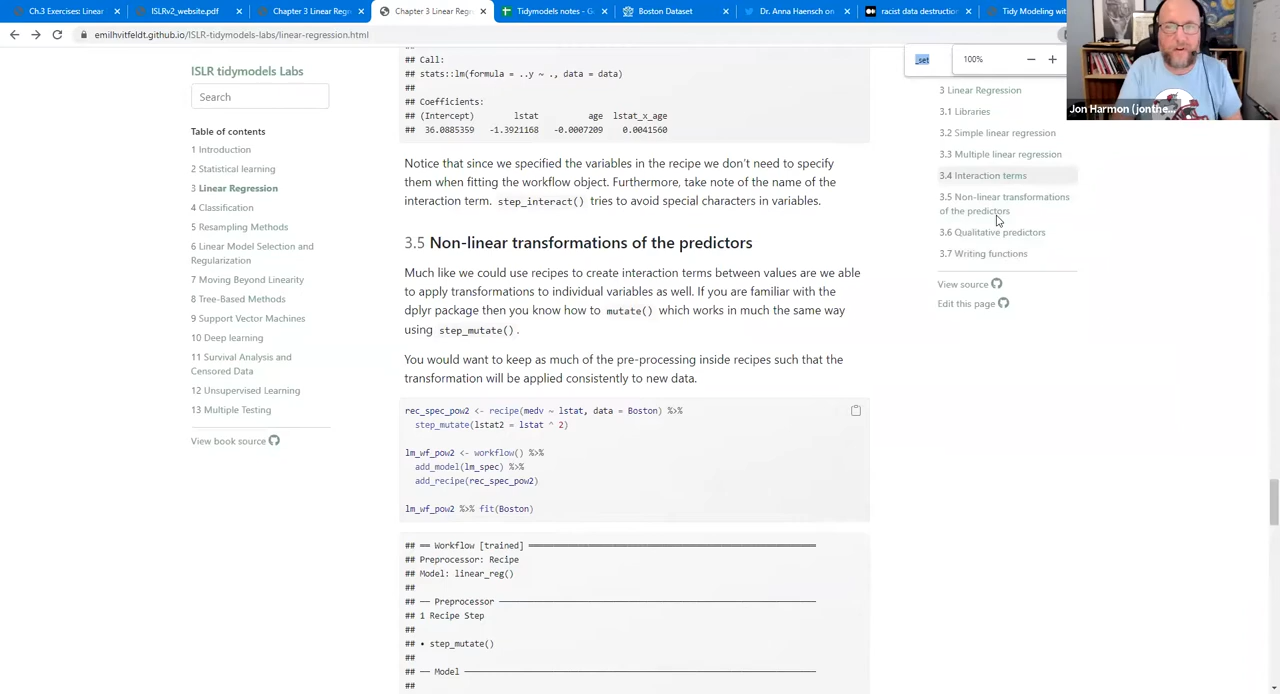 Ch.3 Exercises: Linear
ISLRv2_website.pdf
Chapter 3 Linear Regr
Chapter 3 Linear Regr
Tidymodels notes - G
Boston Dataset
Dr. Anna Haensch on
racist data destruction
Tidy Modeling with
emilhvitfeldt.github.io/ISLR-tidymodels-labs/linear-regression.html
_set
100%
Jon Harmon (jonthe...
ISLR tidymodels Labs
Search
Table of contents
1 Introduction
2 Statistical learning
3 Linear Regression
4 Classification
5 Resampling Methods
6 Linear Model Selection and
Regularization
7 Moving Beyond Linearity
8 Tree-Based Methods
9 Support Vector Machines
10 Deep learning
11 Survival Analysis and
Censored Data
12 Unsupervised Learning
13 Multiple Testing
View book source
##
## Call:
## stats::lm(formula = ..y ~ ., data = data)
##
## Coefficients:
## (Intercept) lstat age lstat_x_age
## 36.0885359 -1.3921168 -0.0007209 0.0041560
Notice that since we specified the variables in the recipe we don't need to specify
them when fitting the workflow object. Furthermore, take note of the name of the
interaction term. step_interact() tries to avoid special characters in variables.
3.5 Non-linear transformations of the predictors
Much like we could use recipes to create interaction terms between values are we able
to apply transformations to individual variables as well. If you are familiar with the
dplyr package then you know how to mutate() which works in much the same way
using step_mutate().
You would want to keep as much of the pre-processing inside recipes such that the
transformation will be applied consistently to new data.
rec_spec_pow2 <- recipe(medv ~ lstat, data = Boston) %>%
step_mutate(lstat2 = lstat ^ 2)
lm_wf_pow2 <- workflow() %>%
add_model(lm_spec) %>%
add_recipe(rec_spec_pow2)
lm_wf_pow2 %>% fit(Boston)
## ══ Workflow [trained] ══════════
## Preprocessor: Recipe
## Model: linear_reg()
##
## ── Preprocessor ──────────
## 1 Recipe Step
##
## • step_mutate()
##
## ── Model ──────────
##
3 Linear Regression
3.1 Libraries
3.2 Simple linear regression
3.3 Multiple linear regression
3.4 Interaction terms
3.5 Non-linear transformations
of the predictors
3.6 Qualitative predictors
3.7 Writing functions
View source
Edit this page